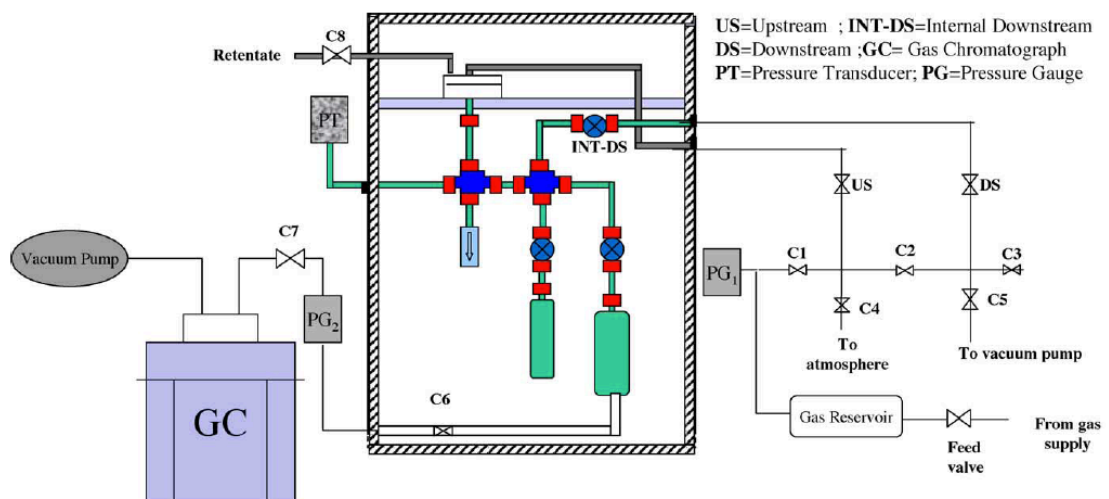 US=Upstream ; INT-DS=Internal Downstream
DS=Downstream ;GC= Gas Chromatograph
PT=Pressure Transducer; PG=Pressure Gauge
C8
Retentate
PT
INT-DS
US
DS
C7
Vacuum Pump
C1
C2
C3
PG1
PG2
C4
C5
To
atmosphere
To vacuum pump
C6
GC
Gas Reservoir
From gas
supply
Feed
valve